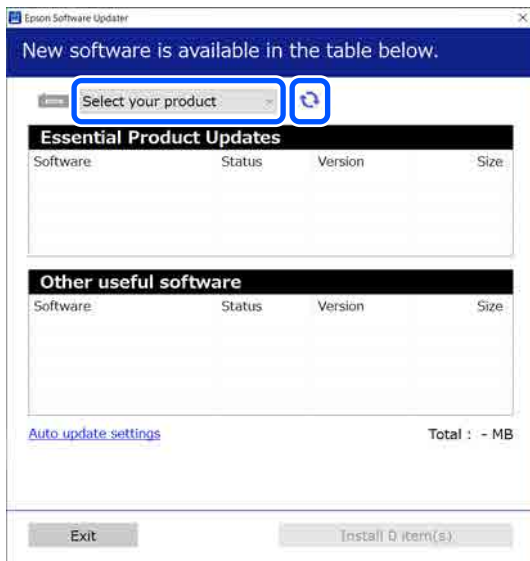 Epson Software Updater
New software is available in the table below.
Select your product
Essential Product Updates
Software Status Version Size
Other useful software
Software Status Version Size
Auto update settings Total : - MB
Exit Install 0 item(s)